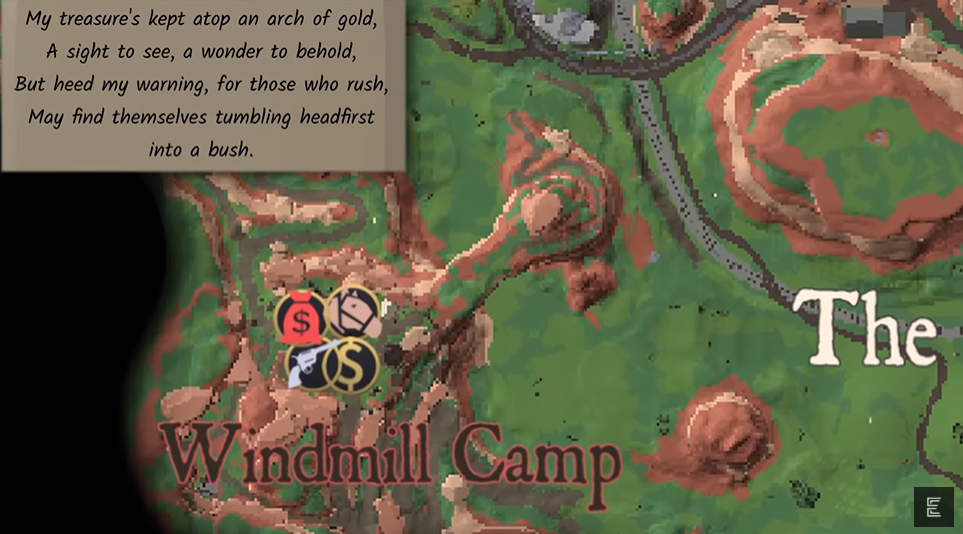 My treasure's kept atop an arch of gold,
A sight to see, a wonder to behold,
But heed my warning, for those who rush,
May find themselves tumbling headfirst
into a bush.
$
$
The
Windmill Camp
E